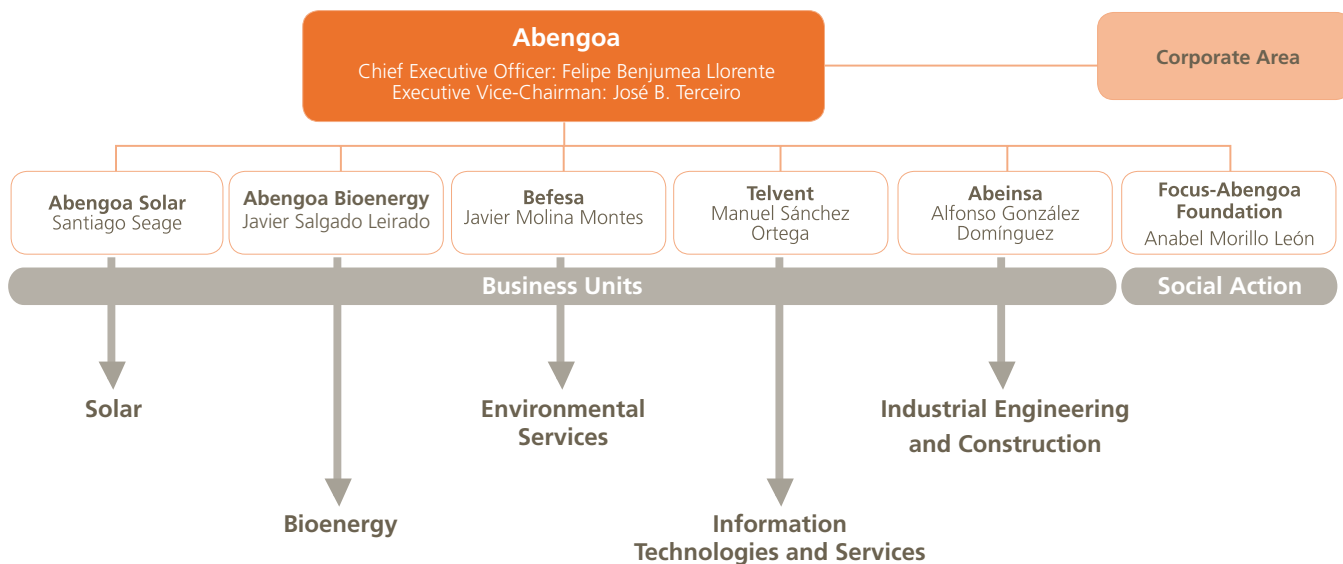 Abengoa
Chief Executive Officer: Felipe Benjumea Llorente
Executive Vice-Chairman: José B. Terceiro
Corporate Area
Abengoa Solar
Santiago Seage
Abengoa Bioenergy
Javier Salgado Leirado
Befesa
Javier Molina Montes
Telvent
Manuel Sánchez
Ortega
Abeinsa
Alfonso González
Domínguez
Focus-Abengoa
Foundation
Anabel Morillo León
Business Units
Social Action
Solar
Environmental
Services
Industrial Engineering
and Construction
Bioenergy
Information
Technologies and Services